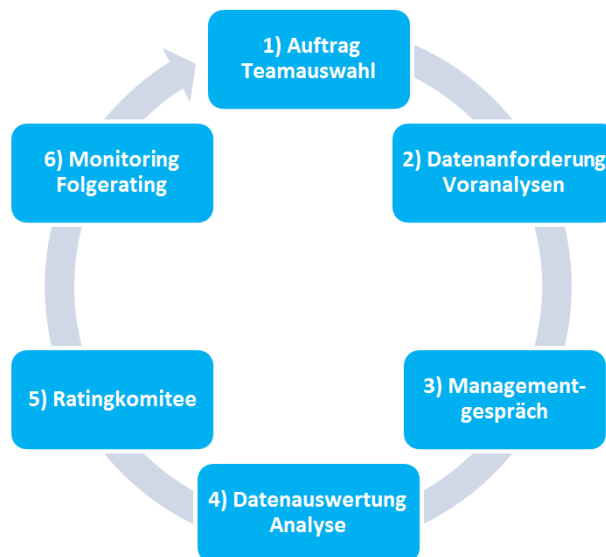 1) Auftrag
Teamauswahl
2) Datenanforderung
Voranalysen
3) Management-
gespräch
4) Datenauswertung
Analyse
5) Ratingkomitee
6) Monitoring
Folgerating